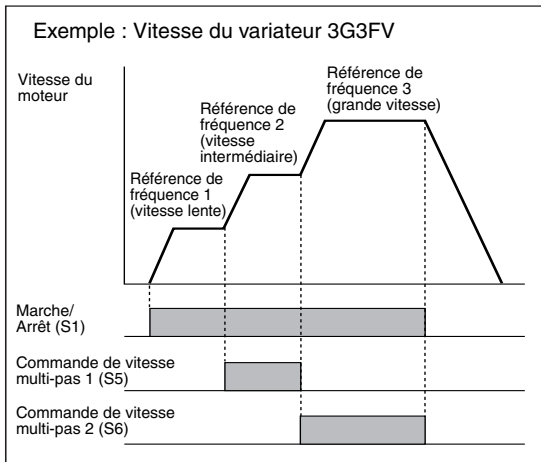 Exemple : Vitesse du variateur 3G3FV
Vitesse du
moteur
Référence de
fréquence 3
(grande vitesse)
Référence de
fréquence 2
(vitesse
intermédiaire)
Référence de
fréquence 1
(vitesse lente)
Marche/
Arrêt (S1)
Commande de vitesse
multi-pas 1 (S5)
Commande de vitesse
multi-pas 2 (S6)